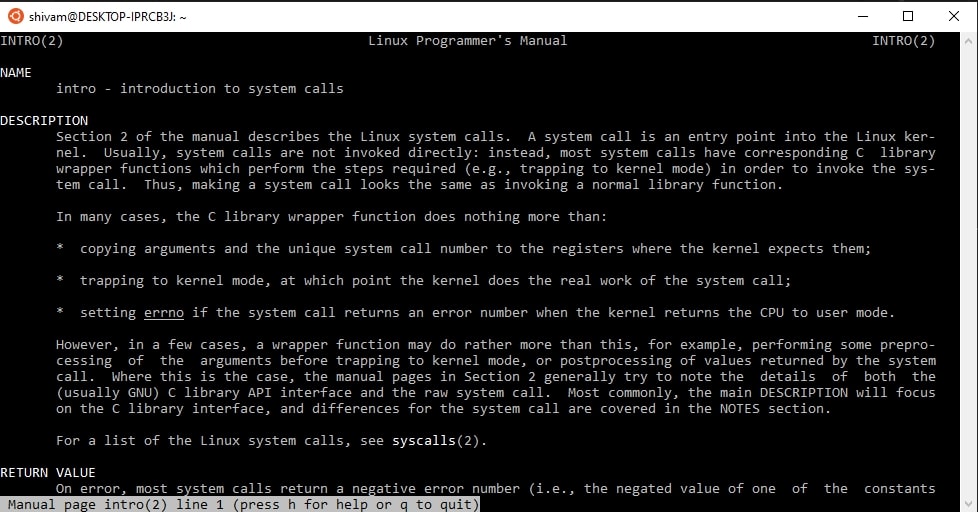 shivam@DESKTOP-IPRCB3J: ~
INTRO(2) Linux Programmer's Manual INTRO(2)
NAME
intro - introduction to system calls
DESCRIPTION
Section 2 of the manual describes the Linux system calls. A system call is an entry point into the Linux ker-
nel. Usually, system calls are not invoked directly: instead, most system calls have corresponding C library
wrapper functions which perform the steps required (e.g., trapping to kernel mode) in order to invoke the sys-
tem call. Thus, making a system call looks the same as invoking a normal library function.
In many cases, the C library wrapper function does nothing more than:
* copying arguments and the unique system call number to the registers where the kernel expects them;
* trapping to kernel mode, at which point the kernel does the real work of the system call;
* setting errno if the system call returns an error number when the kernel returns the CPU to user mode.
However, in a few cases, a wrapper function may do rather more than this, for example, performing some prepro-
cessing of the arguments before trapping to kernel mode, or postprocessing of values returned by the system
call. Where this is the case, the manual pages in Section 2 generally try to note the details of both the
(usually GNU) C library API interface and the raw system call. Most commonly, the main DESCRIPTION will focus
on the C library interface, and differences for the system call are covered in the NOTES section.
For a list of the Linux system calls, see syscalls(2).
RETURN VALUE
On error, most system calls return a negative error number (i.e., the negated value of one of the constants
Manual page intro(2) line 1 (press h for help or q to quit)